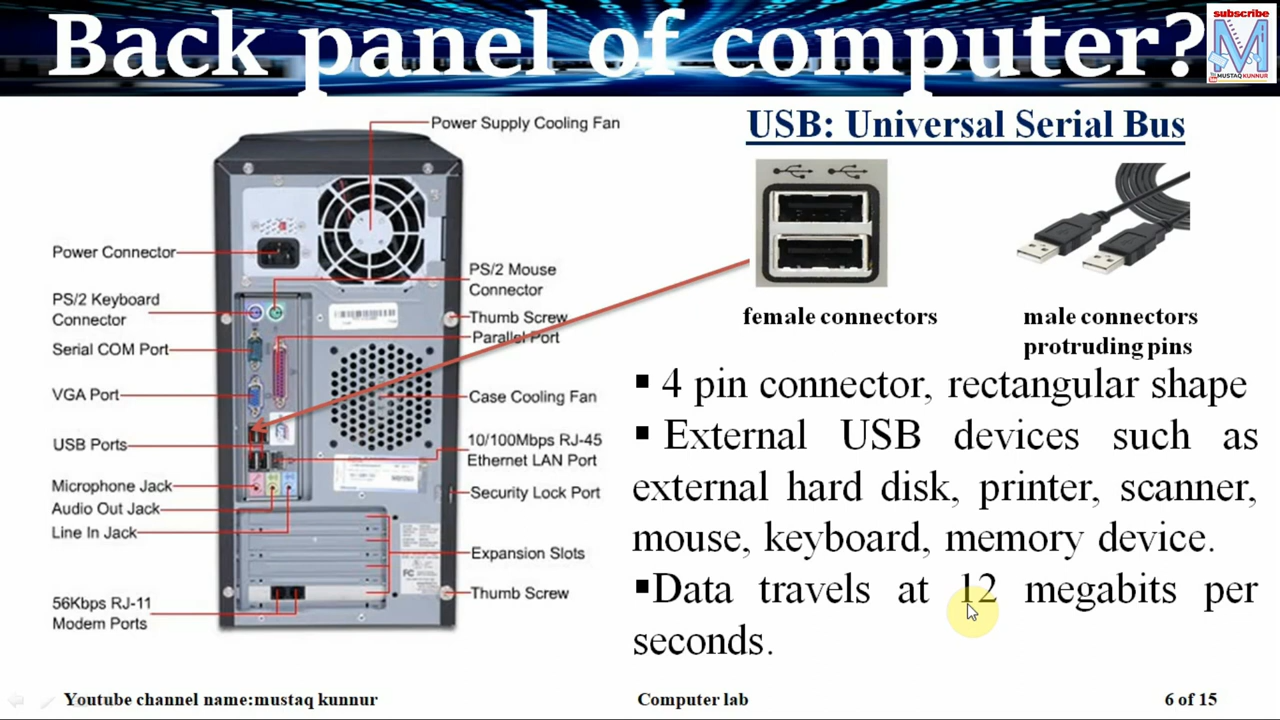 Back panel of computer?
subscribe
MUSTAQ KUNNUR
Power Supply Cooling Fan
Power Connector
PS/2 Keyboard
Connector
Serial COM Port
VGA Port
USB Ports
Microphone Jack
Audio Out Jack
Line In Jack
56Kbps RJ-11
Modem Ports
PS/2 Mouse
Connector
Thumb Screw
Parallel Port
Case Cooling Fan
10/100Mbps RJ-45
Ethernet LAN Port
Security Lock Port
Expansion Slots
Thumb Screw
FC
USB: Universal Serial Bus
female connectors
male connectors
protruding pins
▪ 4 pin connector, rectangular shape
▪ External USB devices such as
external hard disk, printer, scanner,
mouse, keyboard, memory device.
▪Data travels at 12 megabits per
seconds.
Youtube channel name:mustaq kunnur
Computer lab
6 of 15